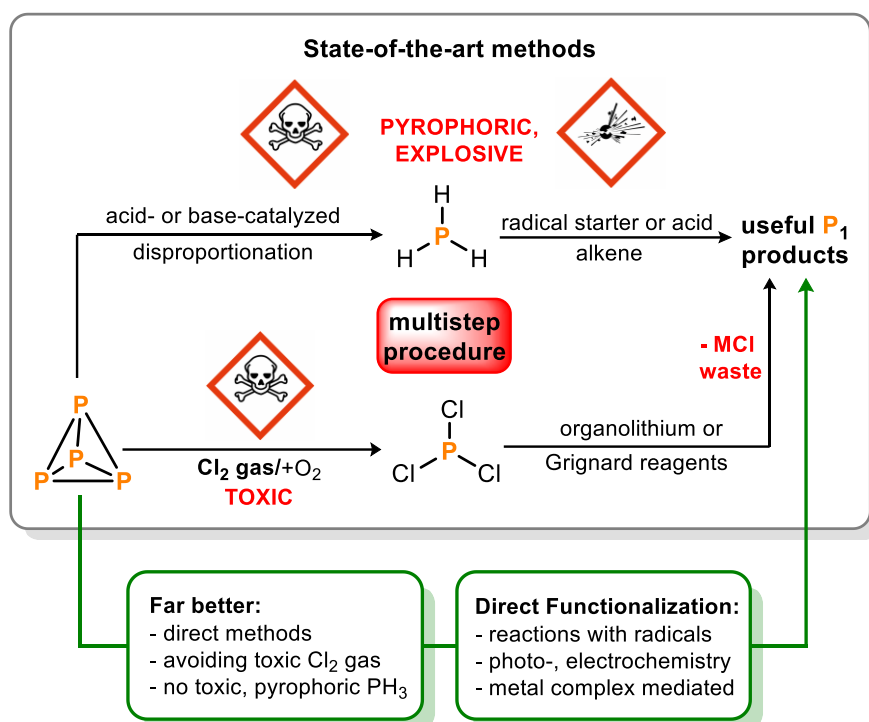 State-of-the-art methods
PYROPHORIC,
EXPLOSIVE
acid- or base-catalyzed
disproportionation
H
P
H H
radical starter or acid
alkene
useful P₁
products
multistep
procedure
- MCl
waste
P
P
P P
Cl₂ gas/+O₂
TOXIC
Cl
P
Cl Cl
organolithium or
Grignard reagents
Far better:
- direct methods
- avoiding toxic Cl₂ gas
- no toxic, pyrophoric PH₃
Direct Functionalization:
- reactions with radicals
- photo-, electrochemistry
- metal complex mediated